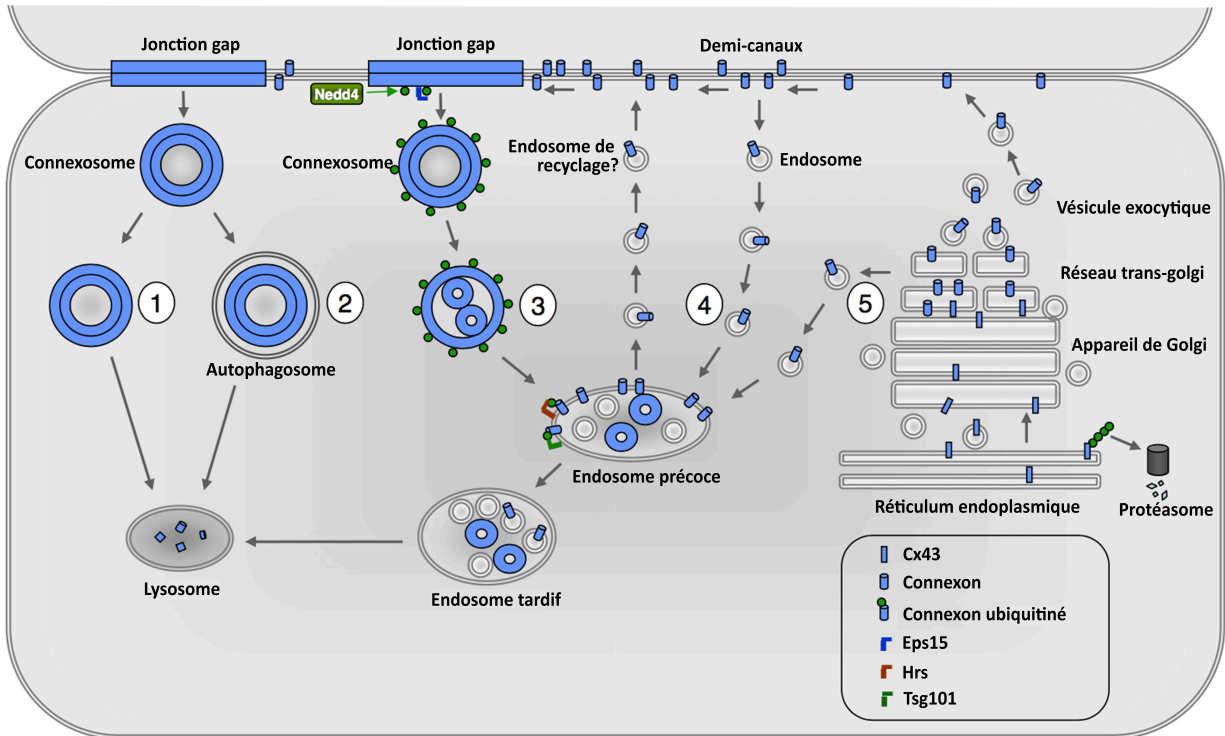 Jonction gap
Jonction gap
Demi-canaux
Nedd4
Connexosome
Connexosome
Endosome de
recyclage?
Endosome
Vésicule exocytique
Réseau trans-golgi
1
2
3
4
5
Autophagosome
Appareil de Golgi
Endosome précoce
Réticulum endoplasmique
Protéasome
Lysosome
Endosome tardif
Cx43
Connexon
Connexon ubiquitiné
Eps15
Hrs
Tsg101